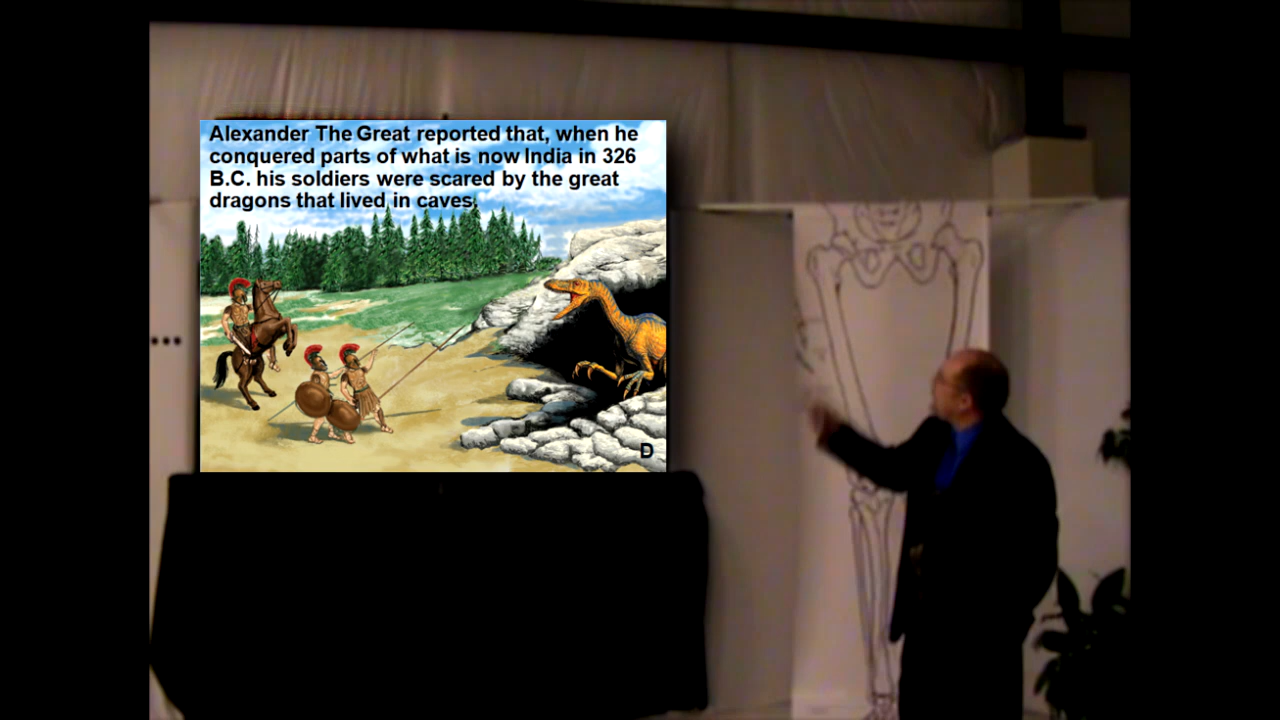 Alexander The Great reported that, when he
conquered parts of what is now India in 326
B.C. his soldiers were scared by the great
dragons that lived in caves.
D